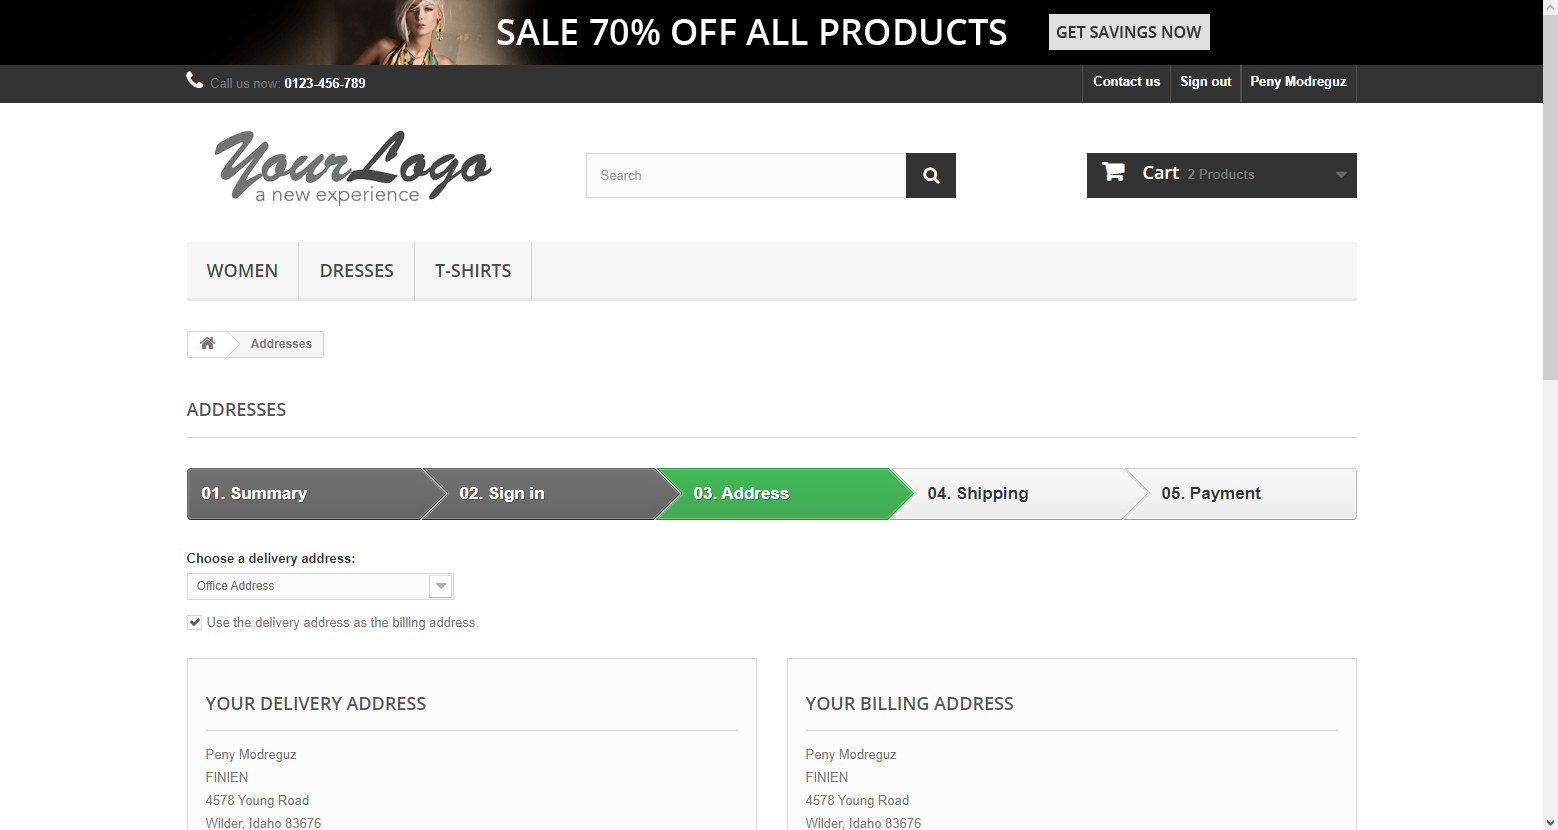 SALE 70% OFF ALL PRODUCTS GET SAVINGS NOW
Call us now: 0123-456-789 Contact us Sign out Peny Modreguz
YourLogo
a new experience
Search
Cart 2 Products
WOMEN DRESSES T-SHIRTS
Addresses
ADDRESSES
01. Summary 02. Sign in 03. Address 04. Shipping 05. Payment
Choose a delivery address:
Office Address
Use the delivery address as the billing address.
YOUR DELIVERY ADDRESS
Peny Modreguz
FINIEN
4578 Young Road
Wilder, Idaho 83676
YOUR BILLING ADDRESS
Peny Modreguz
FINIEN
4578 Young Road
Wilder, Idaho 83676